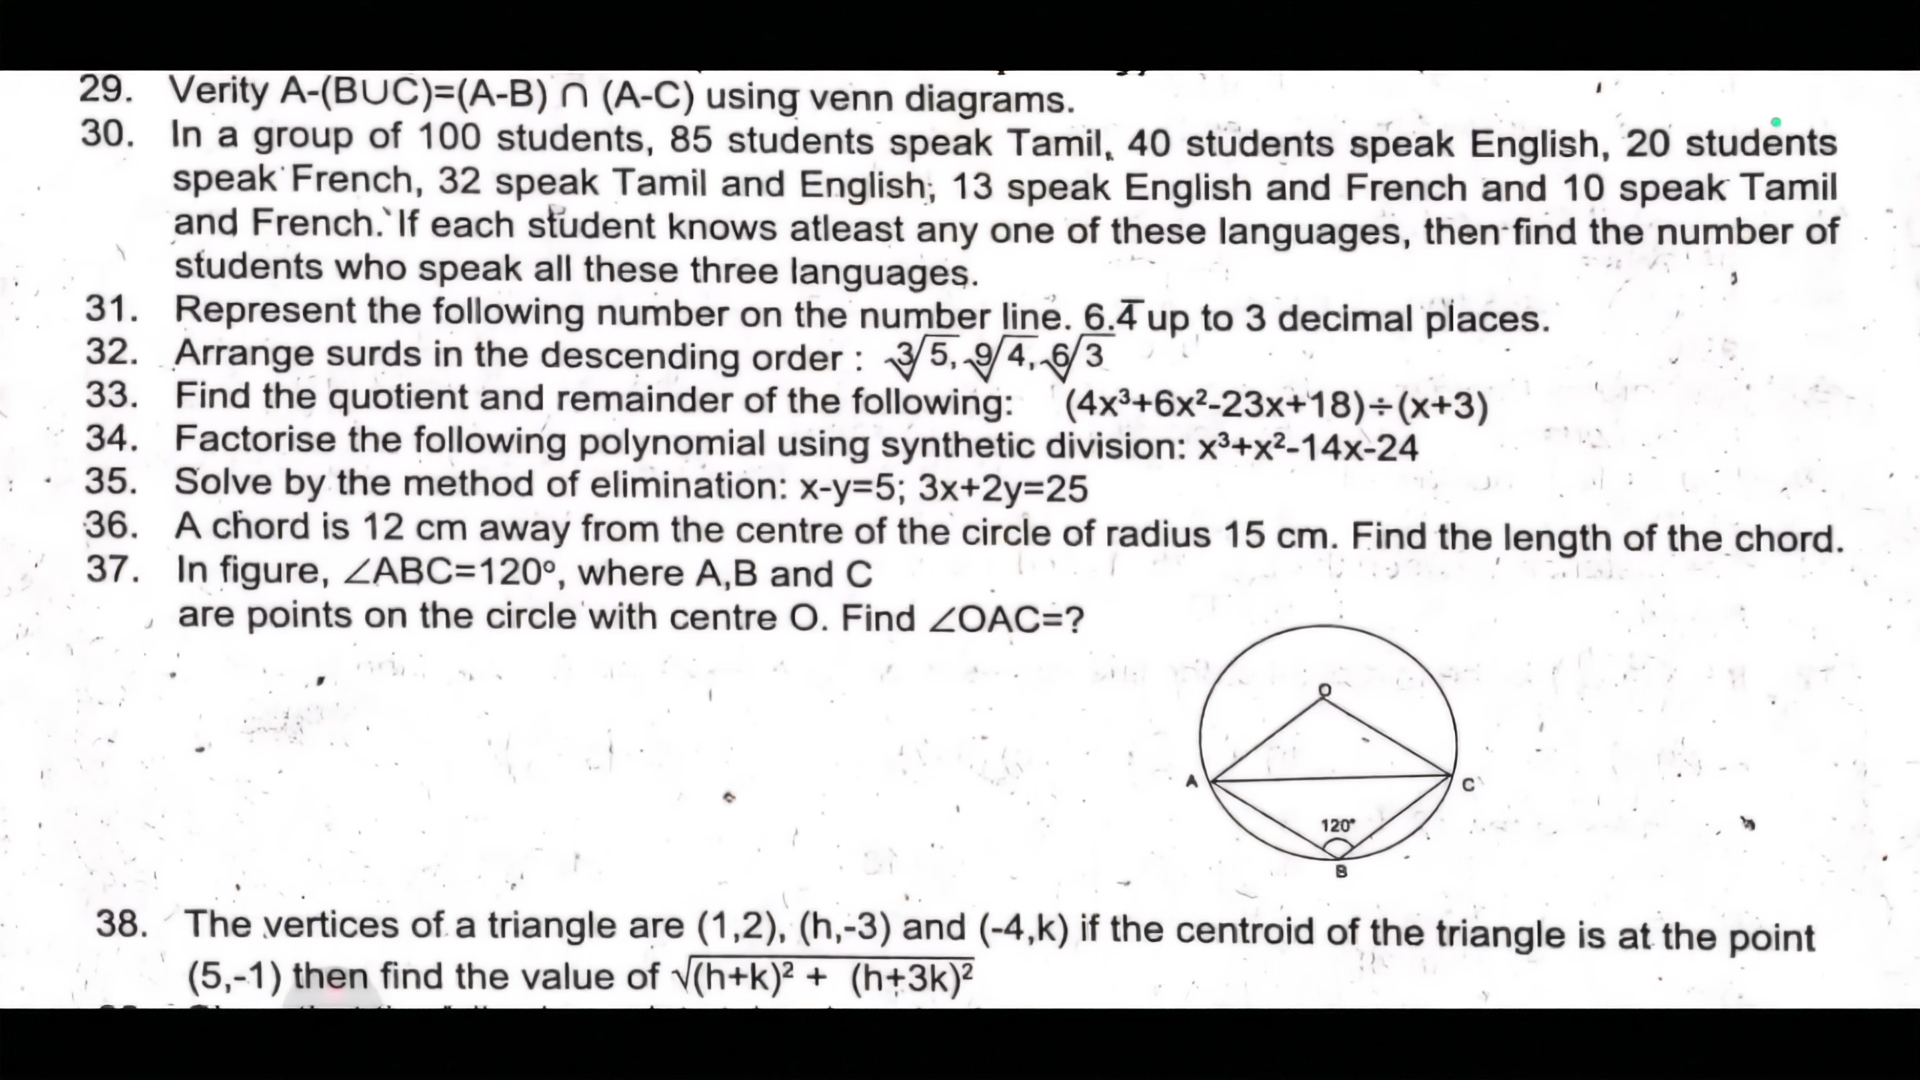 29. Verity A-(B∪C)=(A-B) ∩ (A-C) using venn diagrams.
30. In a group of 100 students, 85 students speak Tamil, 40 students speak English, 20 students
speak French, 32 speak Tamil and English, 13 speak English and French and 10 speak Tamil
and French. If each student knows atleast any one of these languages, then find the number of
students who speak all these three languages.
31. Represent the following number on the number line. 6.4̅ up to 3 decimal places.
32. Arrange surds in the descending order : ∛5, ⁹√4, ⁶√3
33. Find the quotient and remainder of the following: (4x³+6x²-23x+18)÷(x+3)
34. Factorise the following polynomial using synthetic division: x³+x²-14x-24
35. Solve by the method of elimination: x-y=5; 3x+2y=25
36. A chord is 12 cm away from the centre of the circle of radius 15 cm. Find the length of the chord.
37. In figure, ∠ABC=120°, where A,B and C
are points on the circle with centre O. Find ∠OAC=?
O
A
C
120°
B
38. The vertices of a triangle are (1,2), (h,-3) and (-4,k) if the centroid of the triangle is at the point
(5,-1) then find the value of √(h+k)² + (h+3k)²